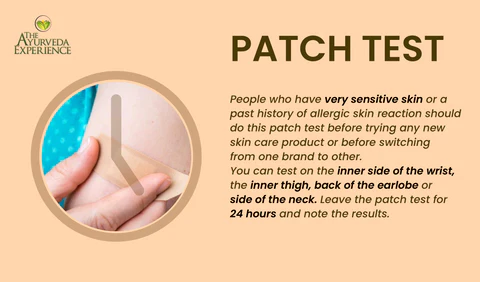 THE
AYURVEDA
EXPERIENCE
PATCH TEST
People who have very sensitive skin or a
past history of allergic skin reaction should
do this patch test before trying any new
skin care product or before switching
from one brand to other.
You can test on the inner side of the wrist,
the inner thigh, back of the earlobe or
side of the neck. Leave the patch test for
24 hours and note the results.